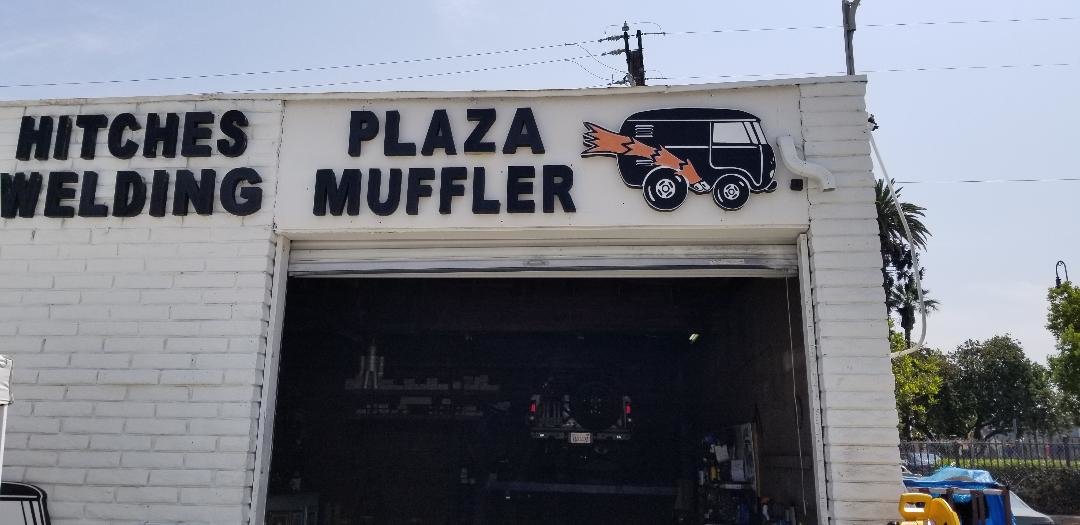 HITCHES
WELDING
PLAZA
MUFFLER